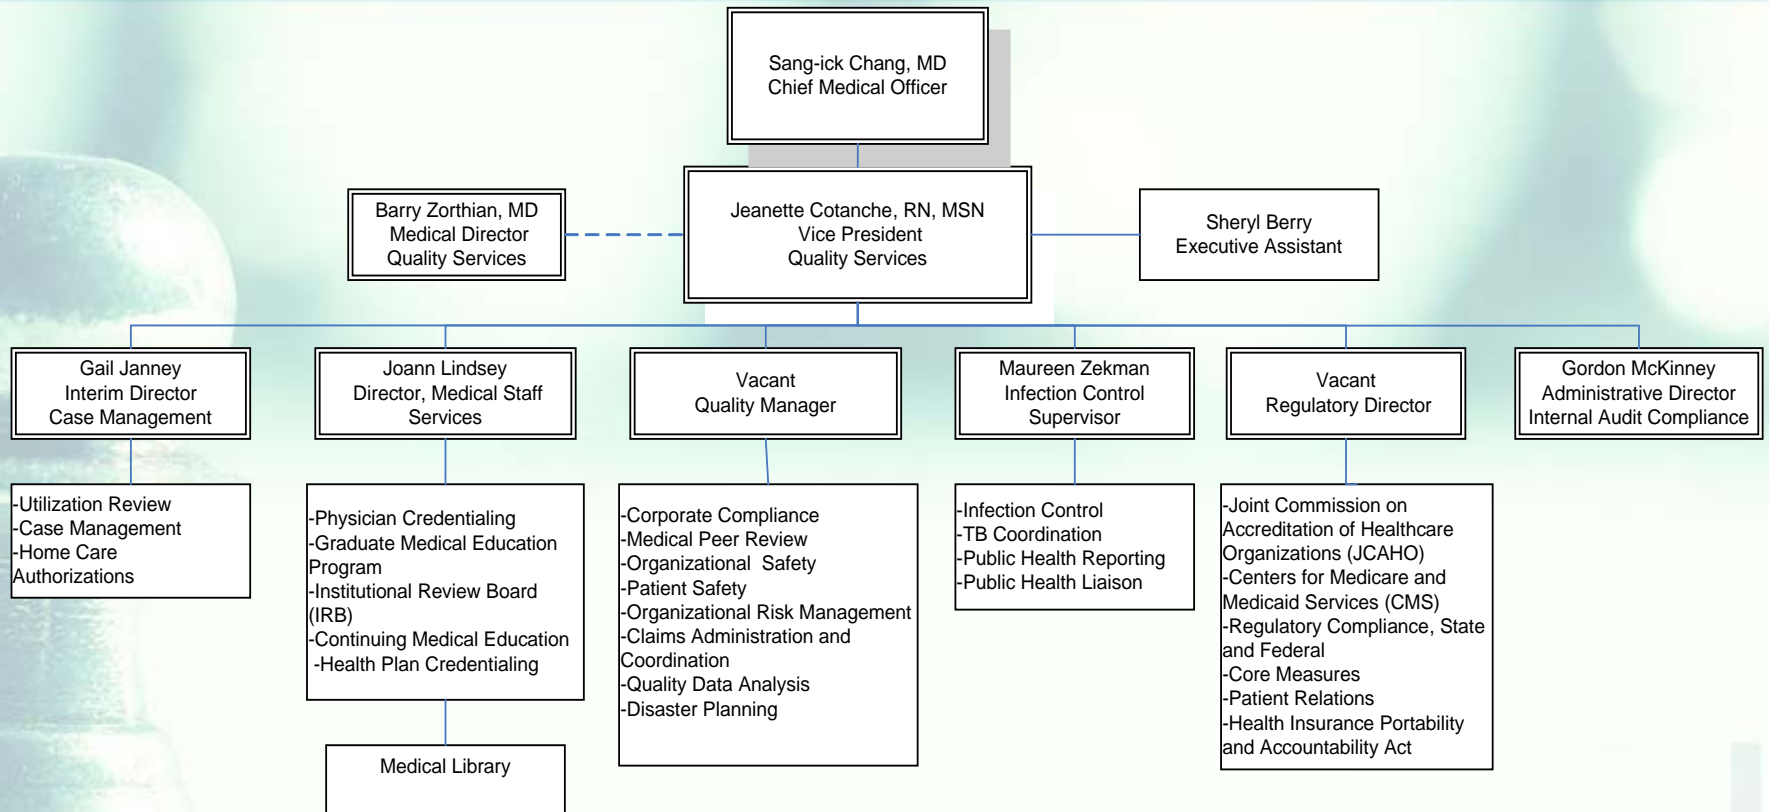 Sang-ick Chang, MD
Chief Medical Officer
Barry Zorthian, MD
Medical Director
Quality Services
Jeanette Cotanche, RN, MSN
Vice President
Quality Services
Sheryl Berry
Executive Assistant
Gail Janney
Interim Director
Case Management
Joann Lindsey
Director, Medical Staff
Services
Vacant
Quality Manager
Maureen Zekman
Infection Control
Supervisor
Vacant
Regulatory Director
Gordon McKinney
Administrative Director
Internal Audit Compliance
-Utilization Review
-Case Management
-Home Care
Authorizations
-Physician Credentialing
-Graduate Medical Education
Program
-Institutional Review Board
(IRB)
-Continuing Medical Education
-Health Plan Credentialing
-Corporate Compliance
-Medical Peer Review
-Organizational Safety
-Patient Safety
-Organizational Risk Management
-Claims Administration and
Coordination
-Quality Data Analysis
-Disaster Planning
-Infection Control
-TB Coordination
-Public Health Reporting
-Public Health Liaison
-Joint Commission on
Accreditation of Healthcare
Organizations (JCAHO)
-Centers for Medicare and
Medicaid Services (CMS)
-Regulatory Compliance, State
and Federal
-Core Measures
-Patient Relations
-Health Insurance Portability
and Accountability Act
Medical Library